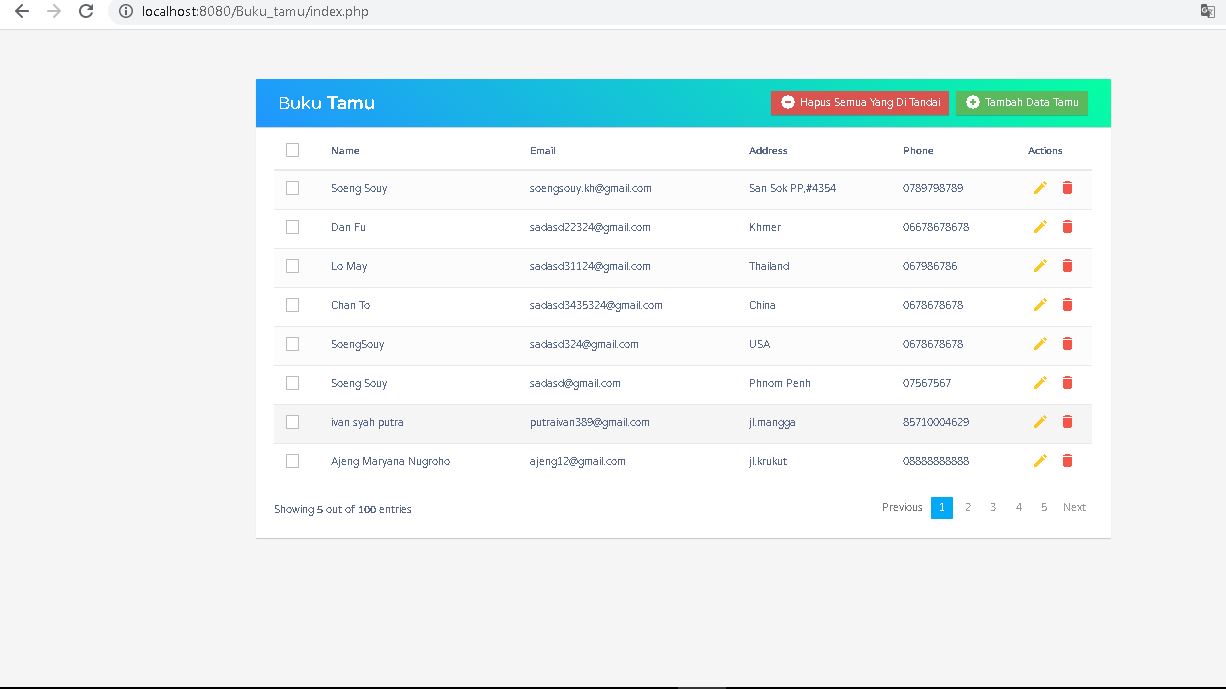 localhost:8080/Buku_tamu/index.php
Buku Tamu Hapus Semua Yang Di Tandai Tambah Data Tamu
Name Email Address Phone Actions
Soeng Souy soengsouy.kh@gmail.com San Sok PP,#4354 0789798789
Dan Fu sadasd22324@gmail.com Khmer 06678678678
Lo May sadasd31124@gmail.com Thailand 067986786
Chan To sadasd3435324@gmail.com China 0678678678
SoengSouy sadasd324@gmail.com USA 0678678678
Soeng Souy sadasd@gmail.com Phnom Penh 07567567
ivan syah putra putraivan389@gmail.com jl.mangga 85710004629
Ajeng Maryana Nugroho ajeng12@gmail.com jl.krukut 08888888888
Showing 5 out of 100 entries Previous 1 2 3 4 5 Next